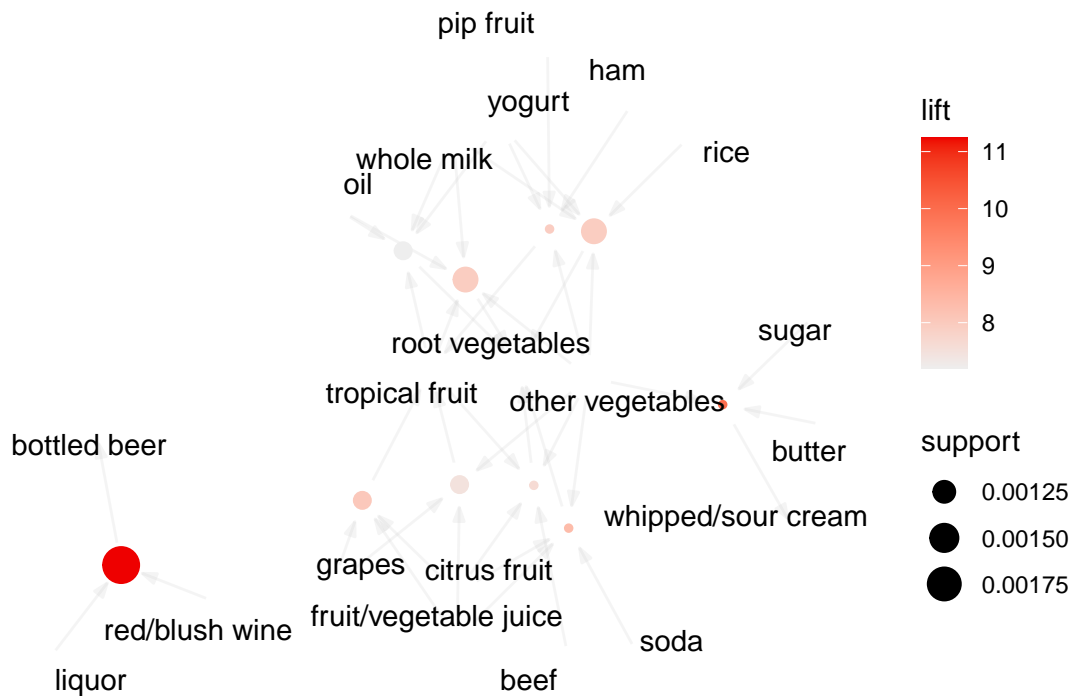 pip fruit
ham
yogurt
rice
whole milk
oil
root vegetables
sugar
tropical fruit
other vegetables
bottled beer
butter
whipped/sour cream
grapes
citrus fruit
fruit/vegetable juice
red/blush wine
soda
liquor
beef
lift
11
10
9
8
support
0.00125
0.00150
0.00175